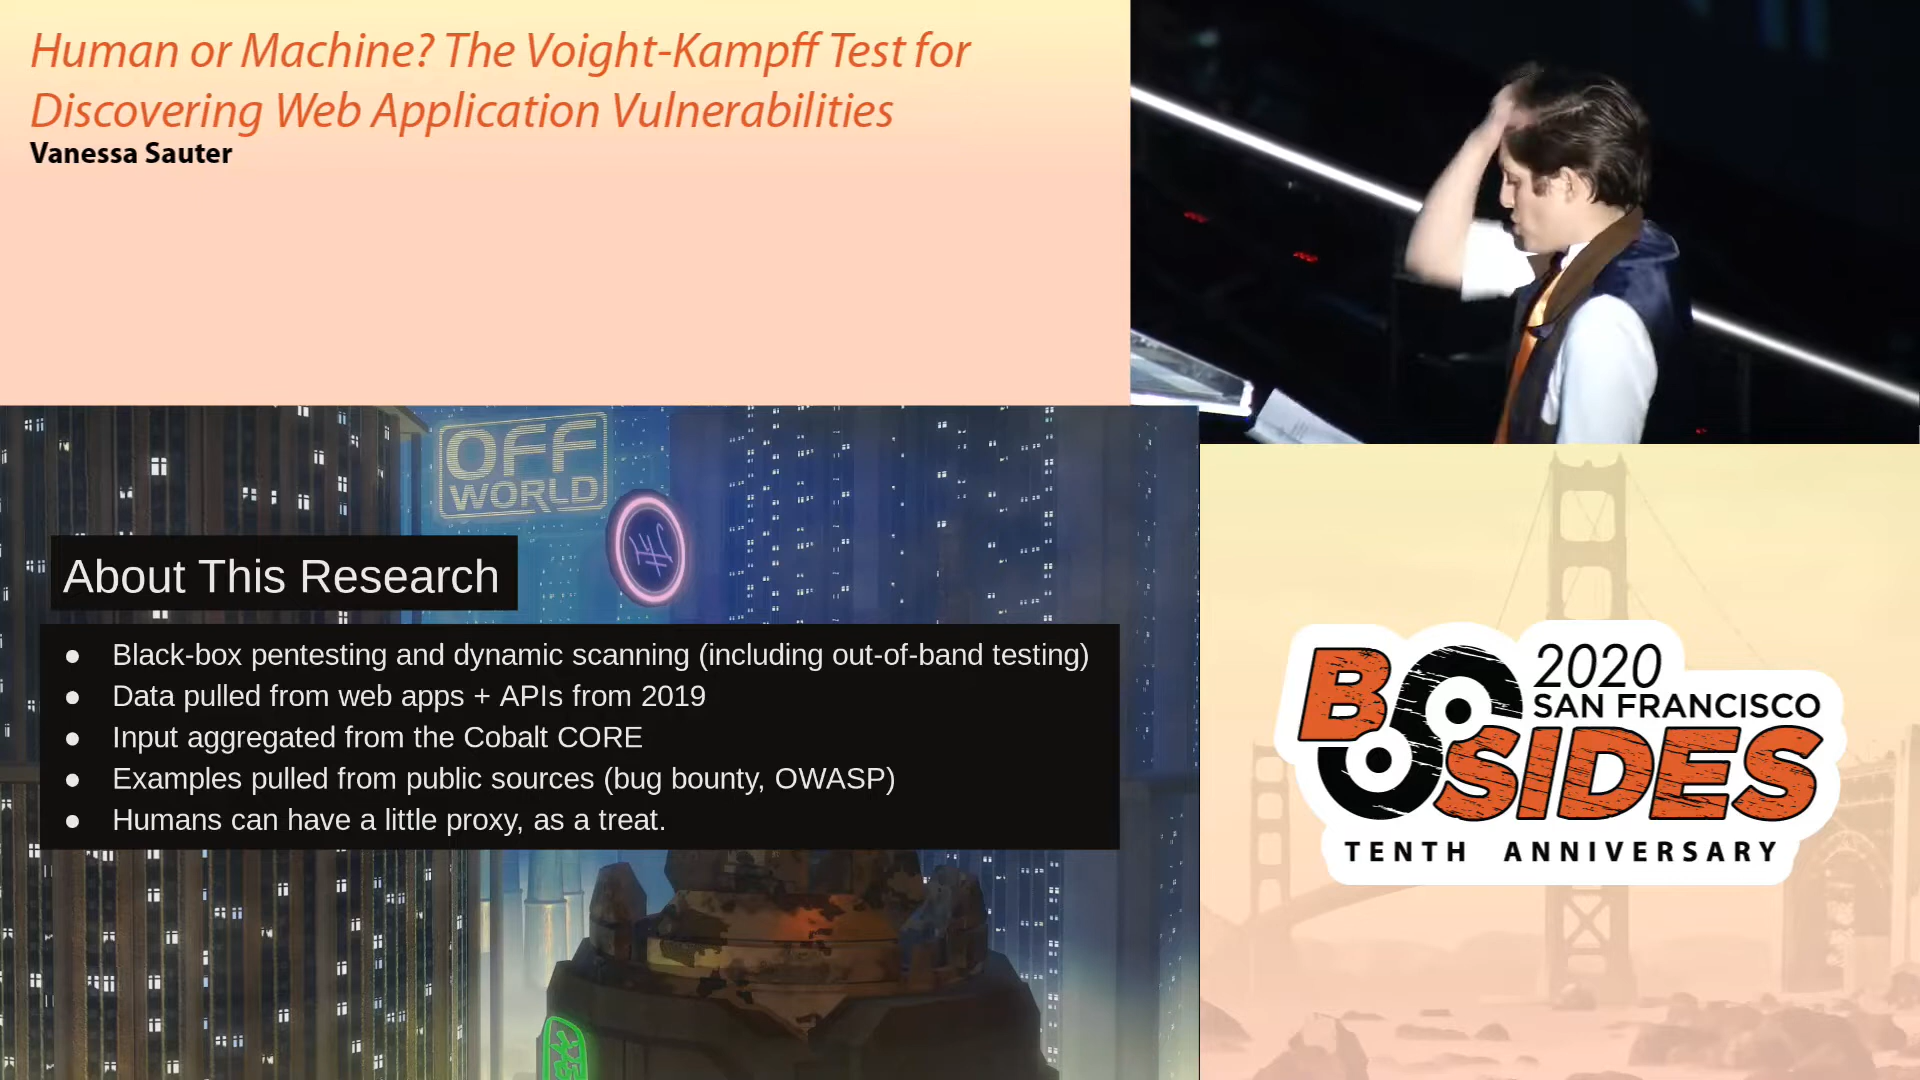 Human or Machine? The Voight-Kampff Test for
Discovering Web Application Vulnerabilities
Vanessa Sauter
OFF
WORLD
About This Research
● Black-box pentesting and dynamic scanning (including out-of-band testing)
● Data pulled from web apps + APIs from 2019
● Input aggregated from the Cobalt CORE
● Examples pulled from public sources (bug bounty, OWASP)
● Humans can have a little proxy, as a treat.
2020
SAN FRANCISCO
BSIDES
TENTH ANNIVERSARY